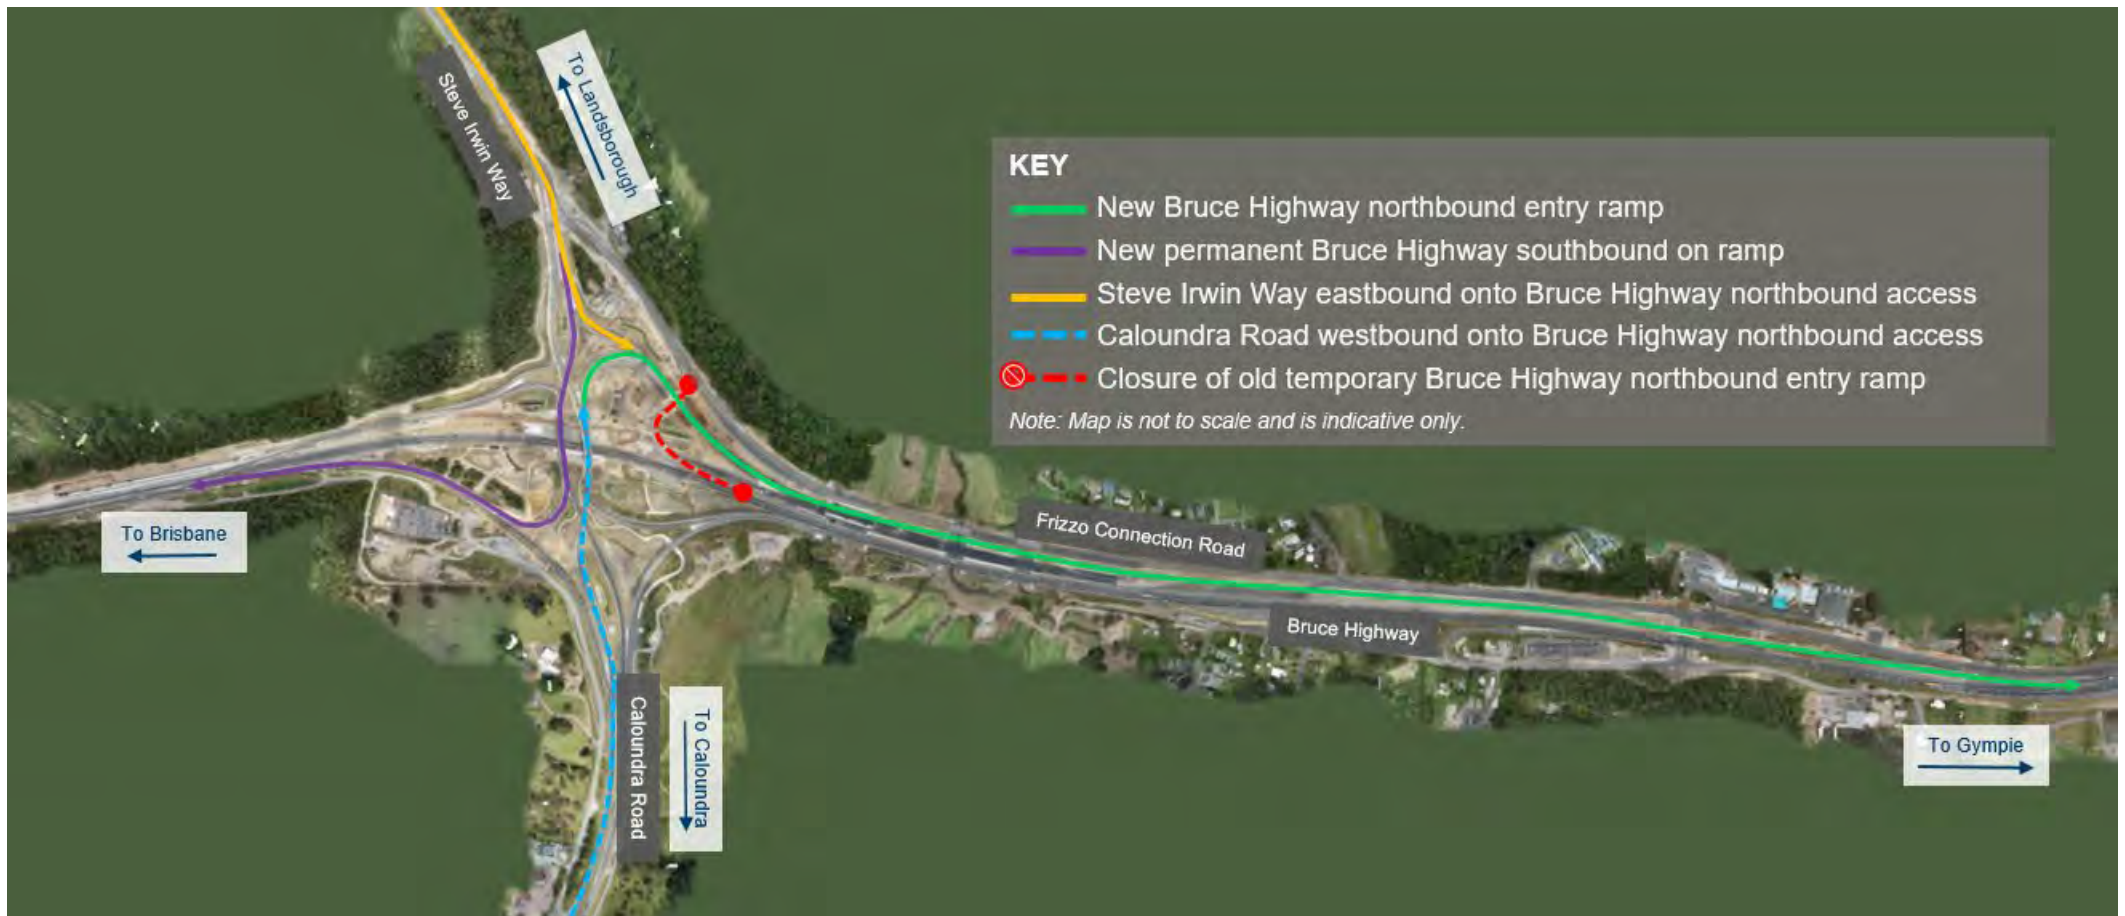 Steve Irwin Way
To Landsborough
KEY
New Bruce Highway northbound entry ramp
New permanent Bruce Highway southbound on ramp
Steve Irwin Way eastbound onto Bruce Highway northbound access
Caloundra Road westbound onto Bruce Highway northbound access
Closure of old temporary Bruce Highway northbound entry ramp
Note: Map is not to scale and is indicative only.
To Brisbane
Frizzo Connection Road
Bruce Highway
Caloundra Road
To Caloundra
To Gympie